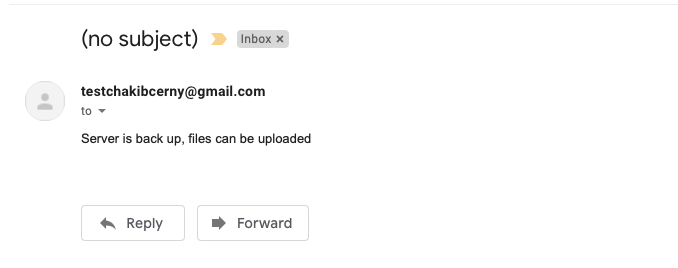 (no subject) Inbox ×
testchakibcerny@gmail.com
to
Server is back up, files can be uploaded
Reply Forward